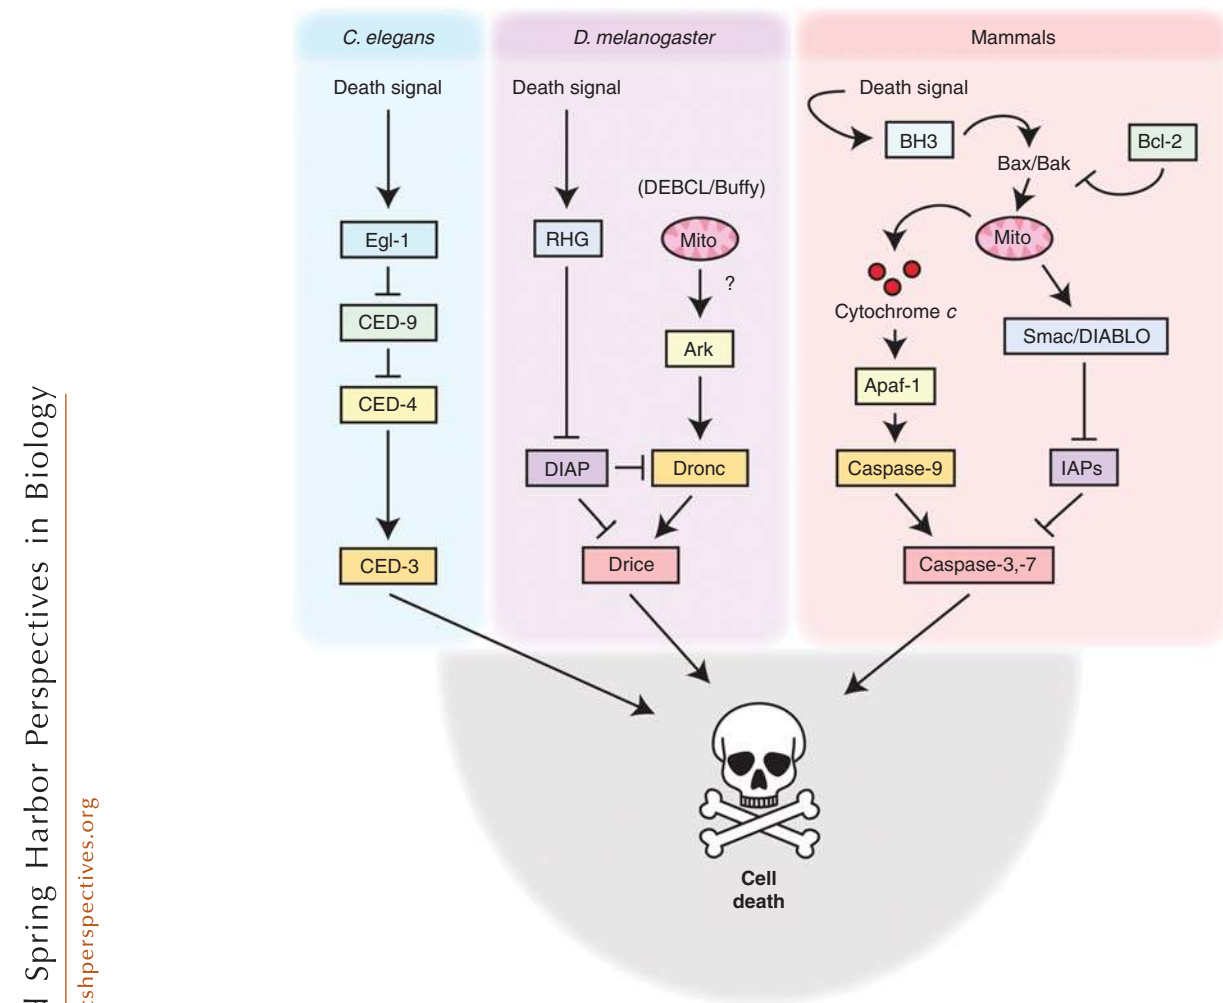 C. elegans
D. melanogaster
Mammals
Death signal
Death signal
Death signal
BH3
Bcl-2
Bax/Bak
(DEBCL/Buffy)
Egl-1
RHG
Mito
Mito
?
CED-9
Cytochrome c
Smac/DIABLO
Ark
Apaf-1
CED-4
DIAP
Dronc
Caspase-9
IAPs
CED-3
Drice
Caspase-3,-7
Cell
death
Spring Harbor Perspectives in Biology
shperspectives.org